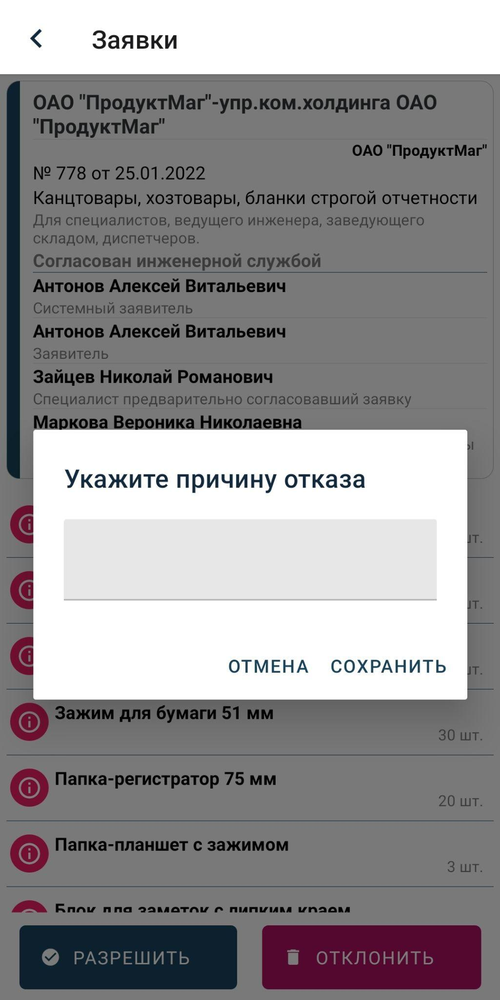 Заявки
ОАО "ПродуктМаг"-упр.ком.холдинга ОАО
"ПродуктМаг"
ОАО "ПродуктМаг"
№ 778 от 25.01.2022
Канцтовары, хозтовары, бланки строгой отчетности
Для специалистов, ведущего инженера, заведующего
складом, диспетчеров.
Согласован инженерной службой
Антонов Алексей Витальевич
Системный заявитель
Антонов Алексей Витальевич
Заявитель
Зайцев Николай Романович
Специалист предварительно согласовавший заявку
Маркова Вероника Николаевна
Укажите причину отказа
ОТМЕНА СОХРАНИТЬ
Зажим для бумаги 51 мм
30 шт.
Папка-регистратор 75 мм
20 шт.
Папка-планшет с зажимом
3 шт.
Блок для заметок с липким краем
РАЗРЕШИТЬ ОТКЛОНИТЬ